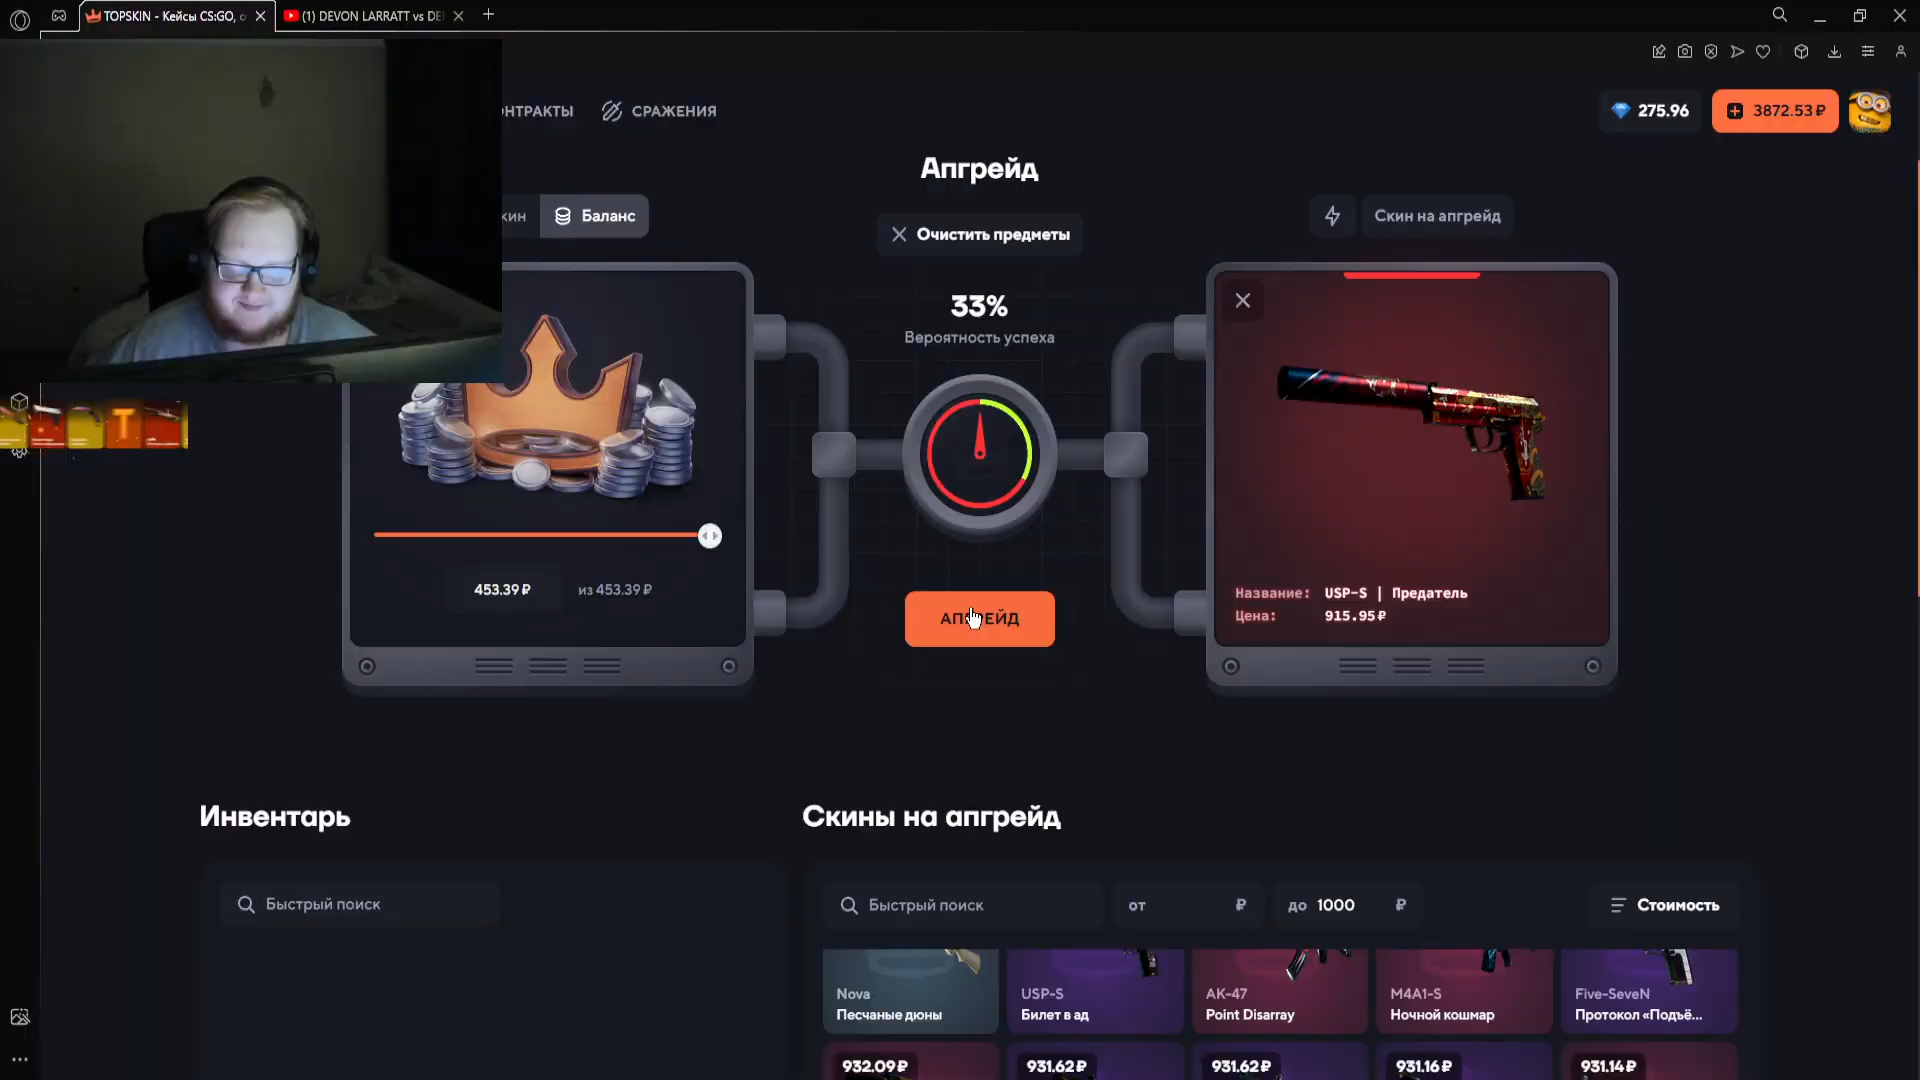 TOPSKIN - Кейсы CS:GO, о
(1) DEVON LARRATT vs DE
ОНТРАКТЫ
СРАЖЕНИЯ
275.96
3872.53 ₽
Апгрейд
кин
Баланс
Очистить предметы
Скин на апгрейд
33%
Вероятность успеха
453.39 ₽
из 453.39 ₽
АПГРЕЙД
Название: USP-S | Предатель
Цена: 915.95 ₽
Инвентарь
Скины на апгрейд
Быстрый поиск
Быстрый поиск
от ₽
до 1000 ₽
Стоимость
Nova
Песчаные дюны
USP-S
Билет в ад
AK-47
Point Disarray
M4A1-S
Ночной кошмар
Five-SeveN
Протокол «Подъё...
932.09 ₽
931.62 ₽
931.62 ₽
931.16 ₽
931.14 ₽